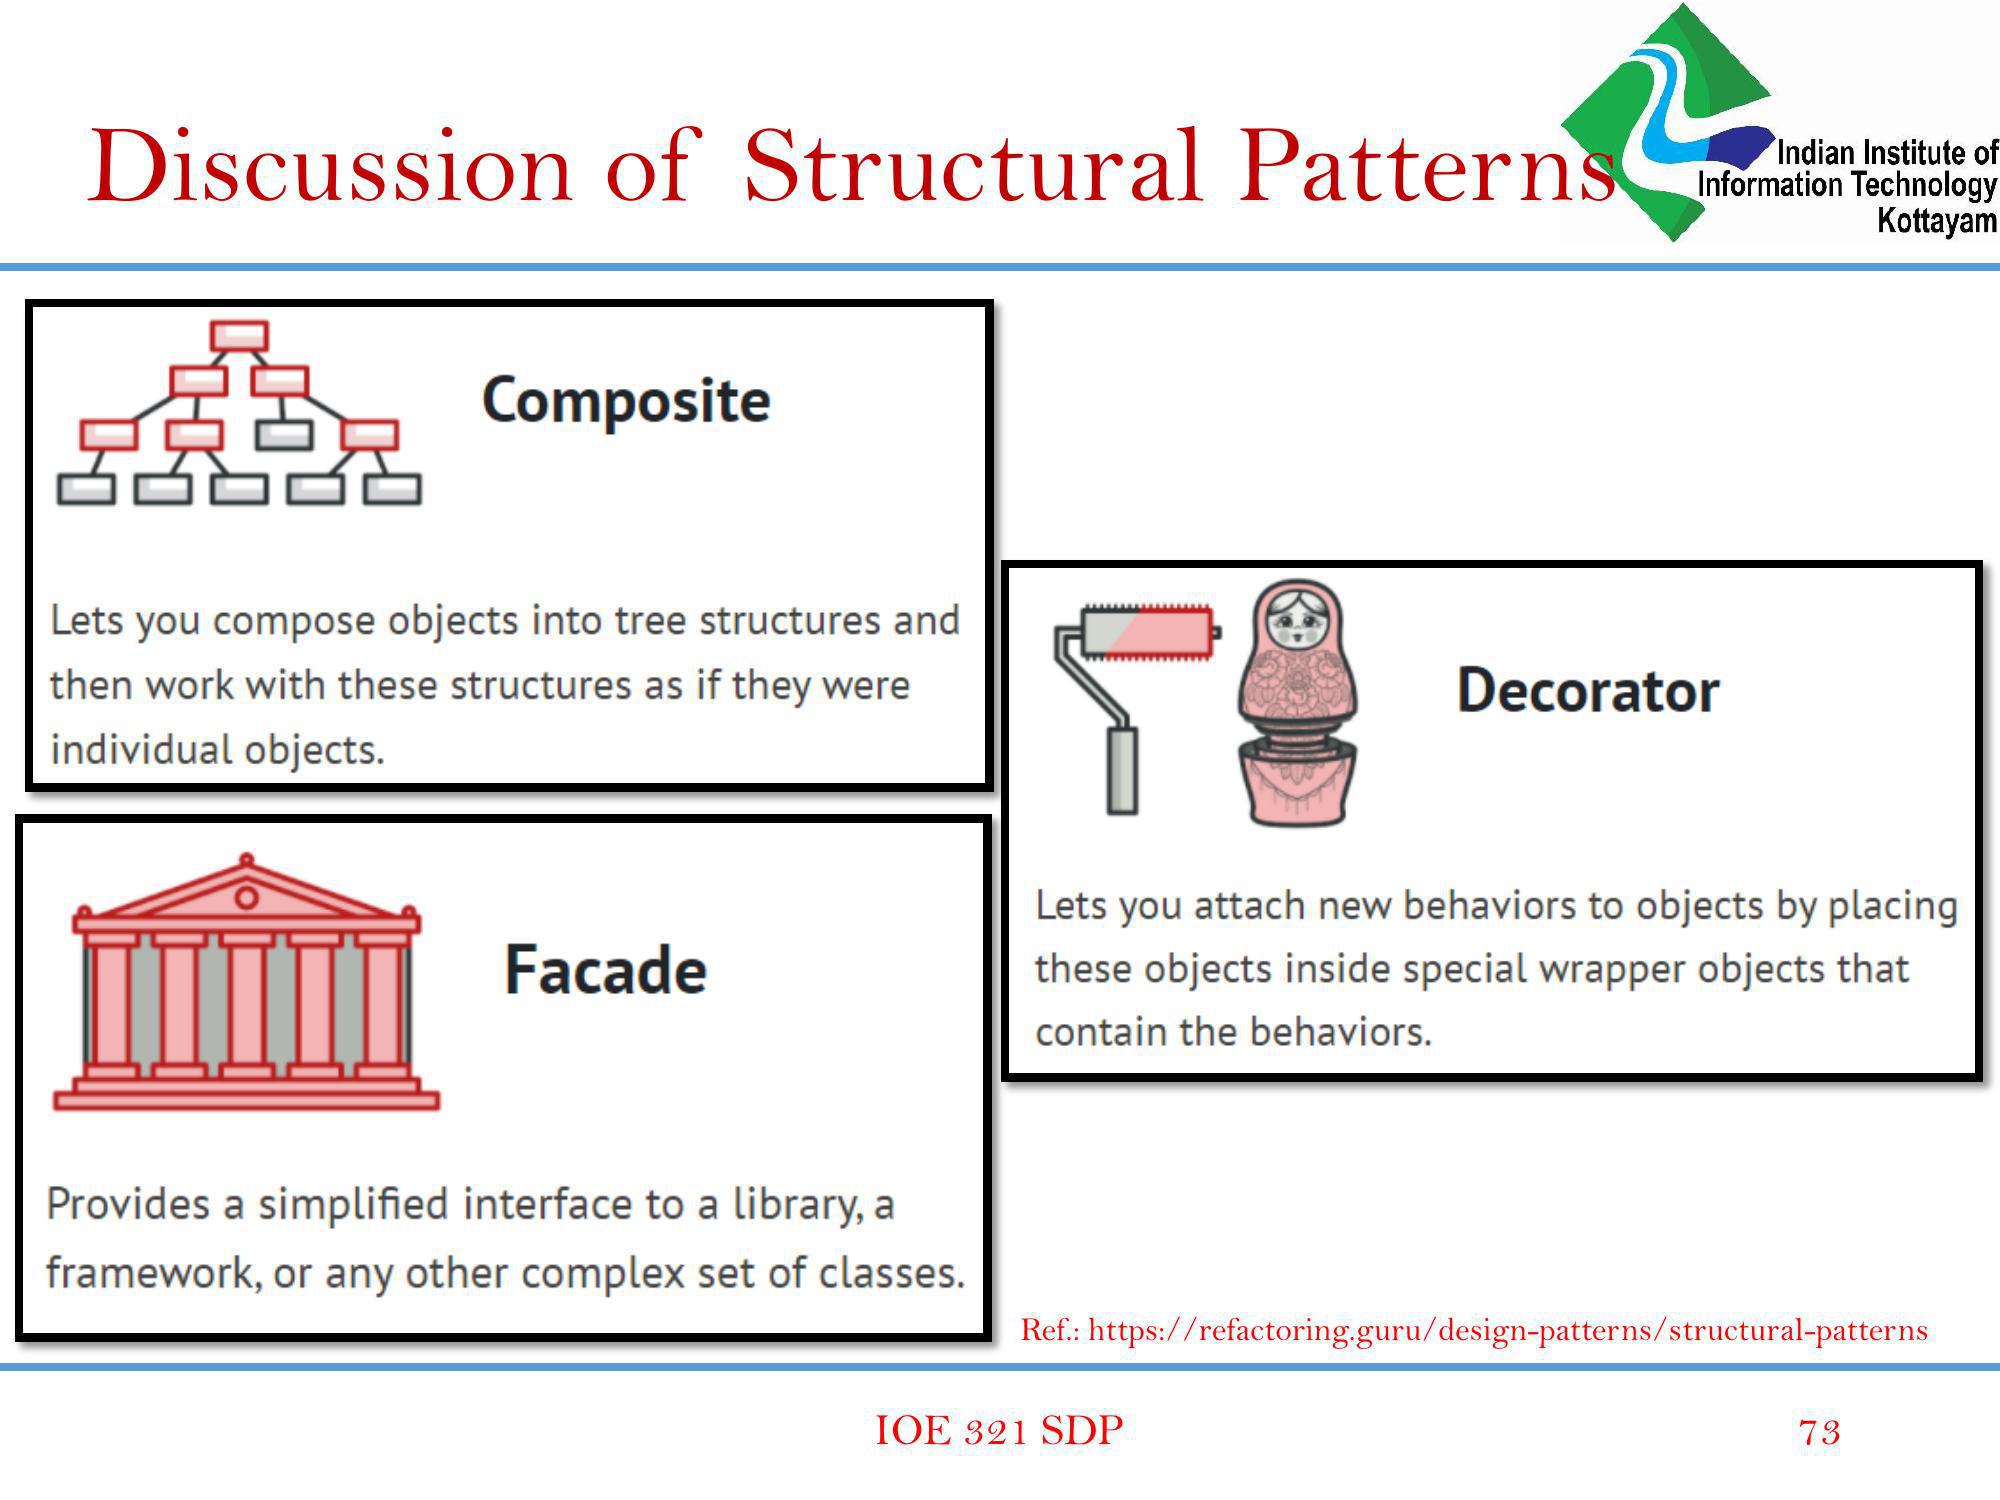 Discussion of Structural Patterns
Indian Institute of
Information Technology
Kottayam
Composite
Lets you compose objects into tree structures and
then work with these structures as if they were
individual objects.
Decorator
Lets you attach new behaviors to objects by placing
these objects inside special wrapper objects that
contain the behaviors.
Facade
Provides a simplified interface to a library, a
framework, or any other complex set of classes.
Ref.: https://refactoring.guru/design-patterns/structural-patterns
IOE 321 SDP
73